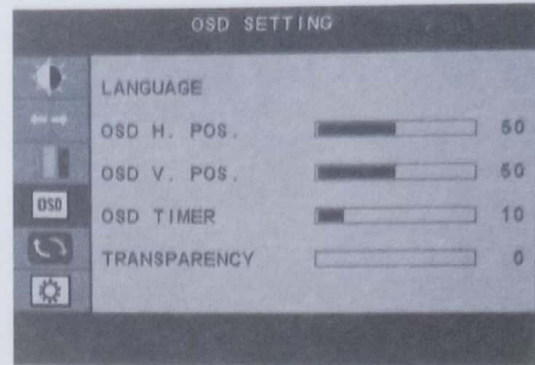 OSD SETTING
LANGUAGE
OSD H. POS. 50
OSD V. POS. 50
OSD
OSD TIMER 10
TRANSPARENCY 0